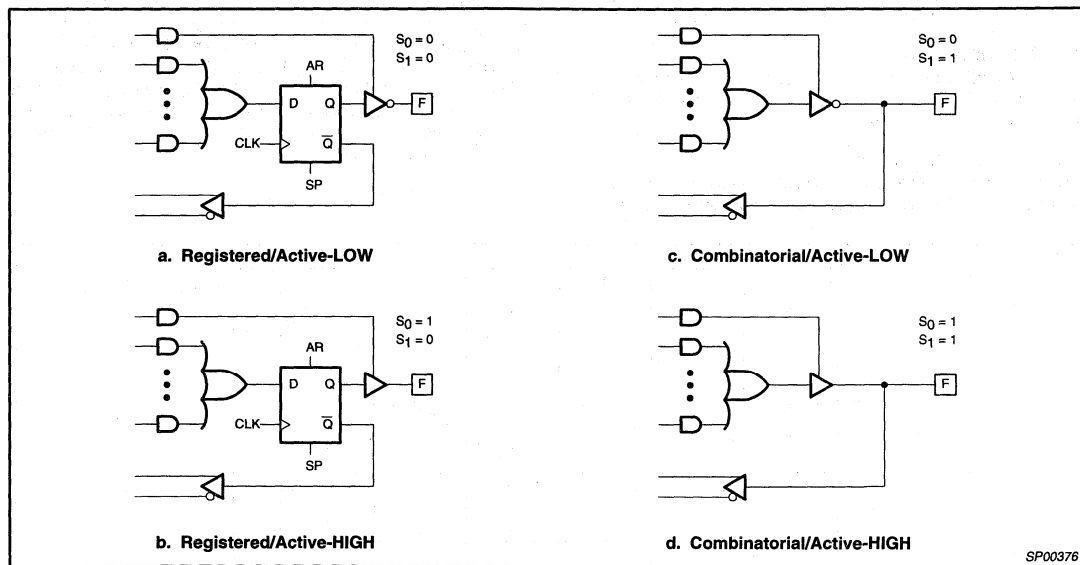 S0 = 0
S1 = 0
AR
D Q
F
CLK
Q̅
SP
a. Registered/Active-LOW
S0 = 0
S1 = 1
F
c. Combinatorial/Active-LOW
S0 = 1
S1 = 0
AR
D Q
F
CLK
Q̅
SP
b. Registered/Active-HIGH
S0 = 1
S1 = 1
F
d. Combinatorial/Active-HIGH
SP00376